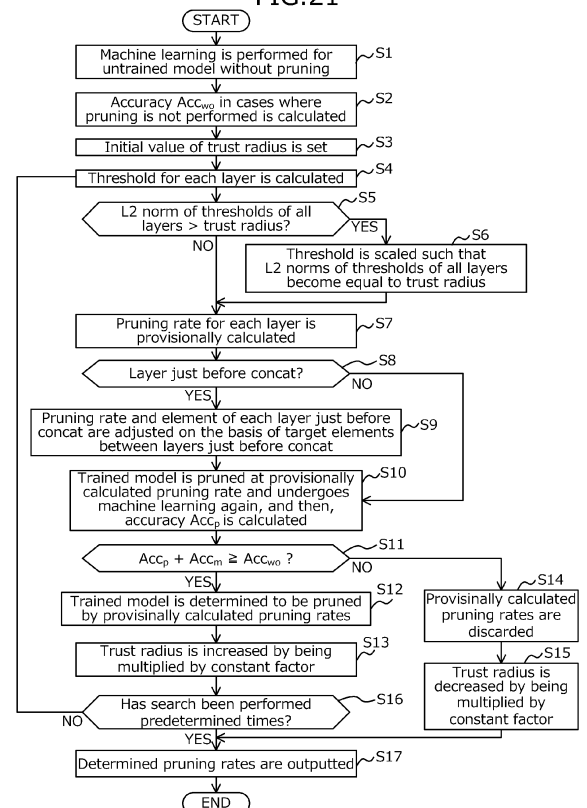 FIG.21
START
Machine learning is performed for
untrained model without pruning
S1
Accuracy Accwo in cases where
pruning is not performed is calculated
S2
Initial value of trust radius is set
S3
Threshold for each layer is calculated
S4
L2 norm of thresholds of all
layers > trust radius?
S5
YES
NO
Threshold is scaled such that
L2 norms of thresholds of all layers
become equal to trust radius
S6
Pruning rate for each layer is
provisionally calculated
S7
Layer just before concat?
S8
NO
YES
Pruning rate and element of each layer just before
concat are adjusted on the basis of target elements
between layers just before concat
S9
Trained model is pruned at provisionally
calculated pruning rate and undergoes
machine learning again, and then,
accuracy Accp is calculated
S10
Accp + Accm ≧ Accwo ?
S11
NO
YES
Trained model is determined to be pruned
by provisionally calculated pruning rates
S12
Trust radius is increased by being
multiplied by constant factor
S13
Provisinally calculated
pruning rates are
discarded
S14
Trust radius is
decreased by being
multiplied by
constant factor
S15
Has search been performed
predetermined times?
S16
NO
YES
Determined pruning rates are outputted
S17
END